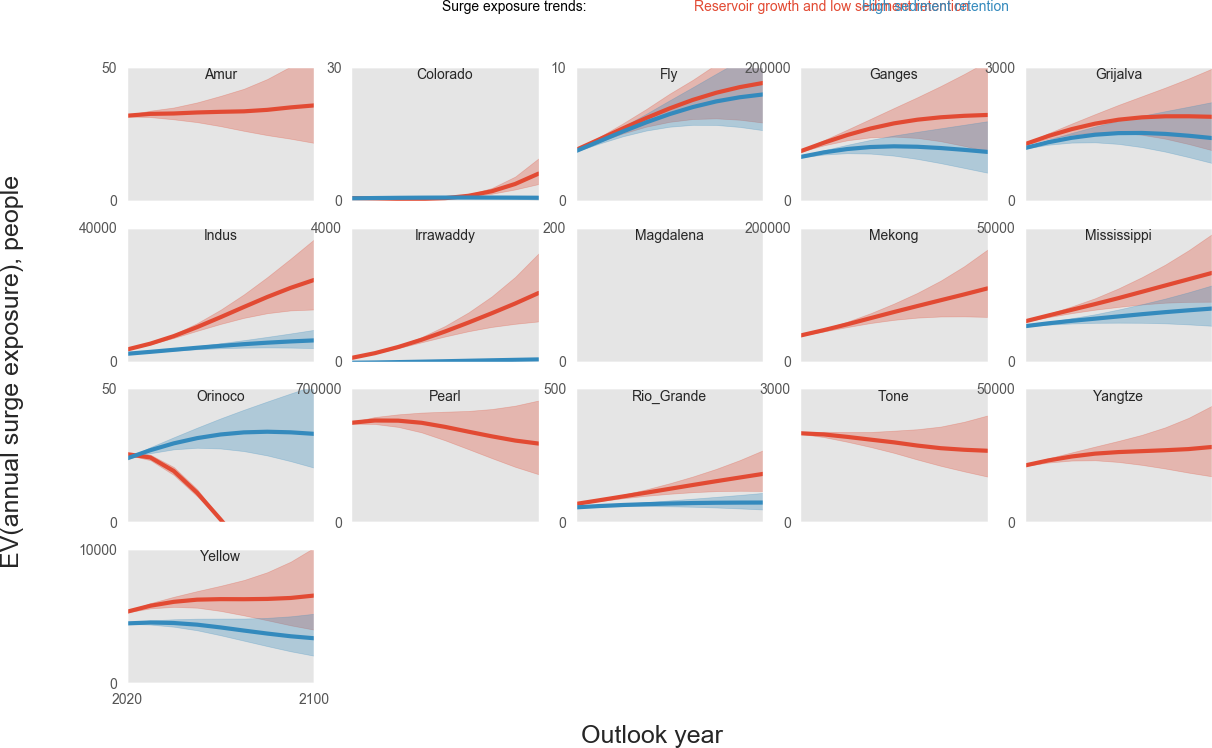 Surge exposure trends: Reservoir growth and low sediment retention High sediment retention
50 Amur 30 Colorado 10 Fly 200000 Ganges 3000 Grijalva
0 0 0 0 0
40000 Indus 4000 Irrawaddy 200 Magdalena 200000 Mekong 50000 Mississippi
0 0 0 0 0
50 Orinoco 700000 Pearl 500 Rio_Grande 3000 Tone 50000 Yangtze
0 0 0 0 0
10000 Yellow
0
2020 2100
EV(annual surge exposure), people
Outlook year